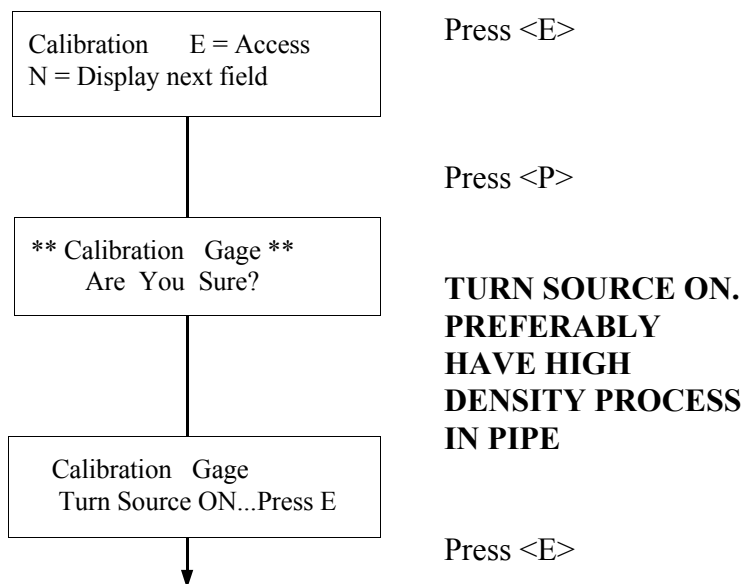 Calibration E = Access
N = Display next field
Press <E>
Press <P>
** Calibration Gage **
Are You Sure?
TURN SOURCE ON.
PREFERABLY
HAVE HIGH
DENSITY PROCESS
IN PIPE
Calibration Gage
Turn Source ON...Press E
Press <E>